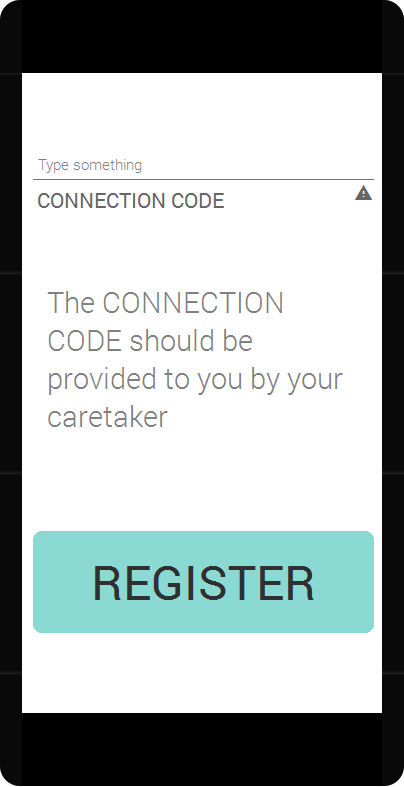 Type something
CONNECTION CODE
The CONNECTION
CODE should be
provided to you by your
caretaker
REGISTER